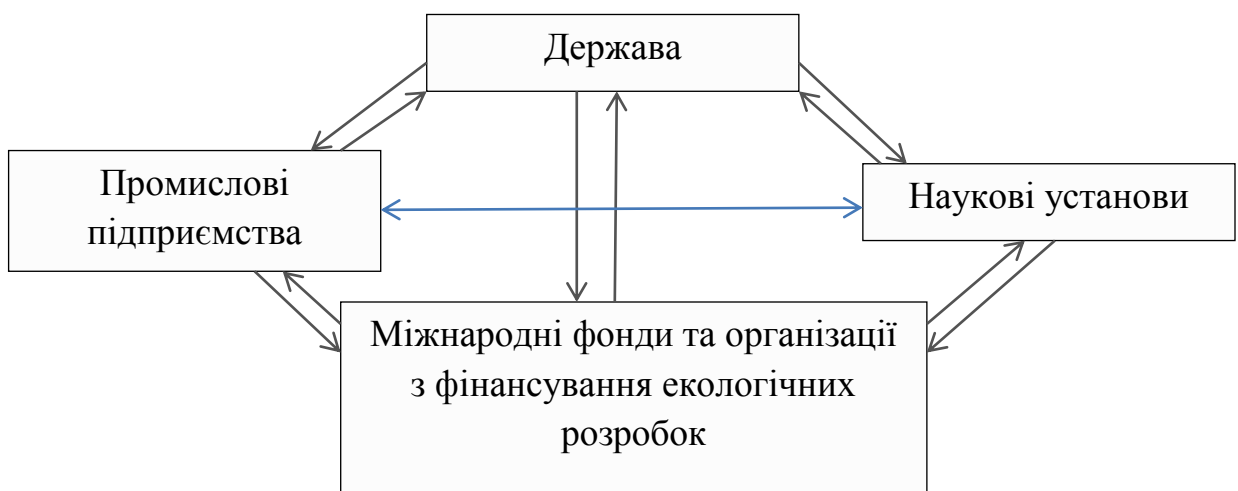 Держава
Промислові
підприємства
Наукові установи
Міжнародні фонди та організації
з фінансування екологічних
розробок